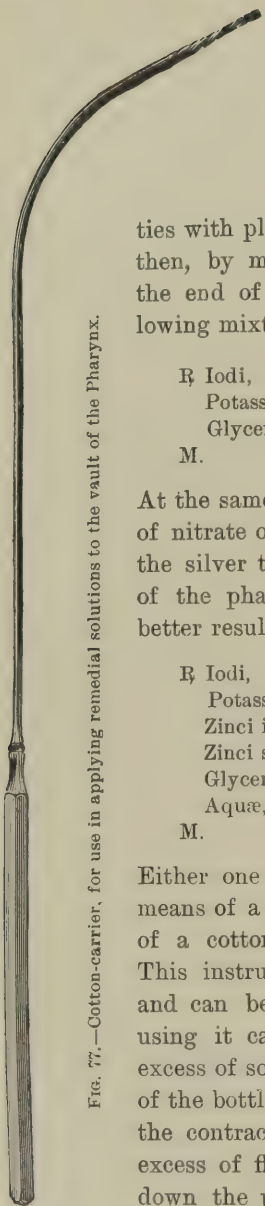 FIG. 77.—Cotton-carrier, for use in applying remedial solutions to the vault of the Pharynx.
ties with pl
then, by m
the end of
lowing mixt
℞ Iodi,
Potass
Glycer
M.
At the same
of nitrate o
the silver t
of the pha
better resul
℞ Iodi,
Potass
Zinci i
Zinci s
Glycer
Aquæ,
M.
Either one
means of a
of a cotton
This instru
and can be
using it ca
excess of so
of the bottl
the contrac
excess of fl
down the